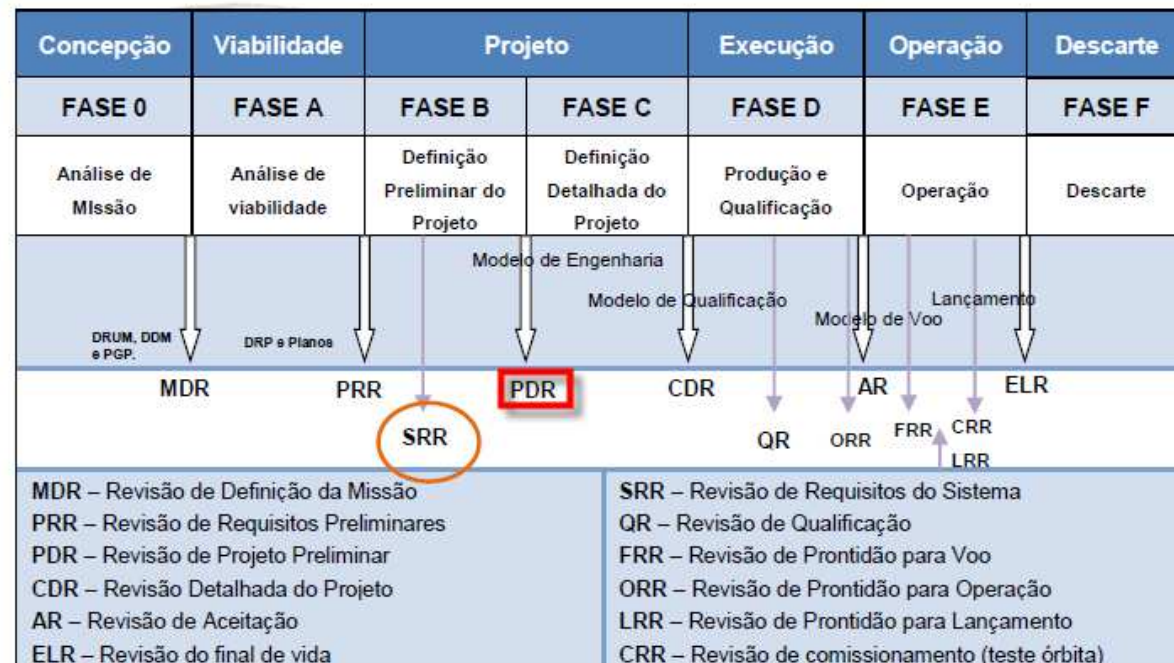 Concepção Viabilidade Projeto Execução Operação Descarte
FASE 0 FASE A FASE B FASE C FASE D FASE E FASE F
Análise de
MIssão
Análise de
viabilidade
Definição
Preliminar do
Projeto
Definição
Detalhada do
Projeto
Produção e
Qualificação
Operação
Descarte
Modelo de Engenharia
Modelo de Qualificação
Modelo de Voo
Lançamento
DRUM, DDM
e PGP.
DRP e Planos
MDR PRR PDR CDR AR ELR
SRR QR ORR FRR CRR
LRR
MDR – Revisão de Definição da Missão
PRR – Revisão de Requisitos Preliminares
PDR – Revisão de Projeto Preliminar
CDR – Revisão Detalhada do Projeto
AR – Revisão de Aceitação
ELR – Revisão do final de vida
SRR – Revisão de Requisitos do Sistema
QR – Revisão de Qualificação
FRR – Revisão de Prontidão para Voo
ORR – Revisão de Prontidão para Operação
LRR – Revisão de Prontidão para Lançamento
CRR – Revisão de comissionamento (teste órbita)